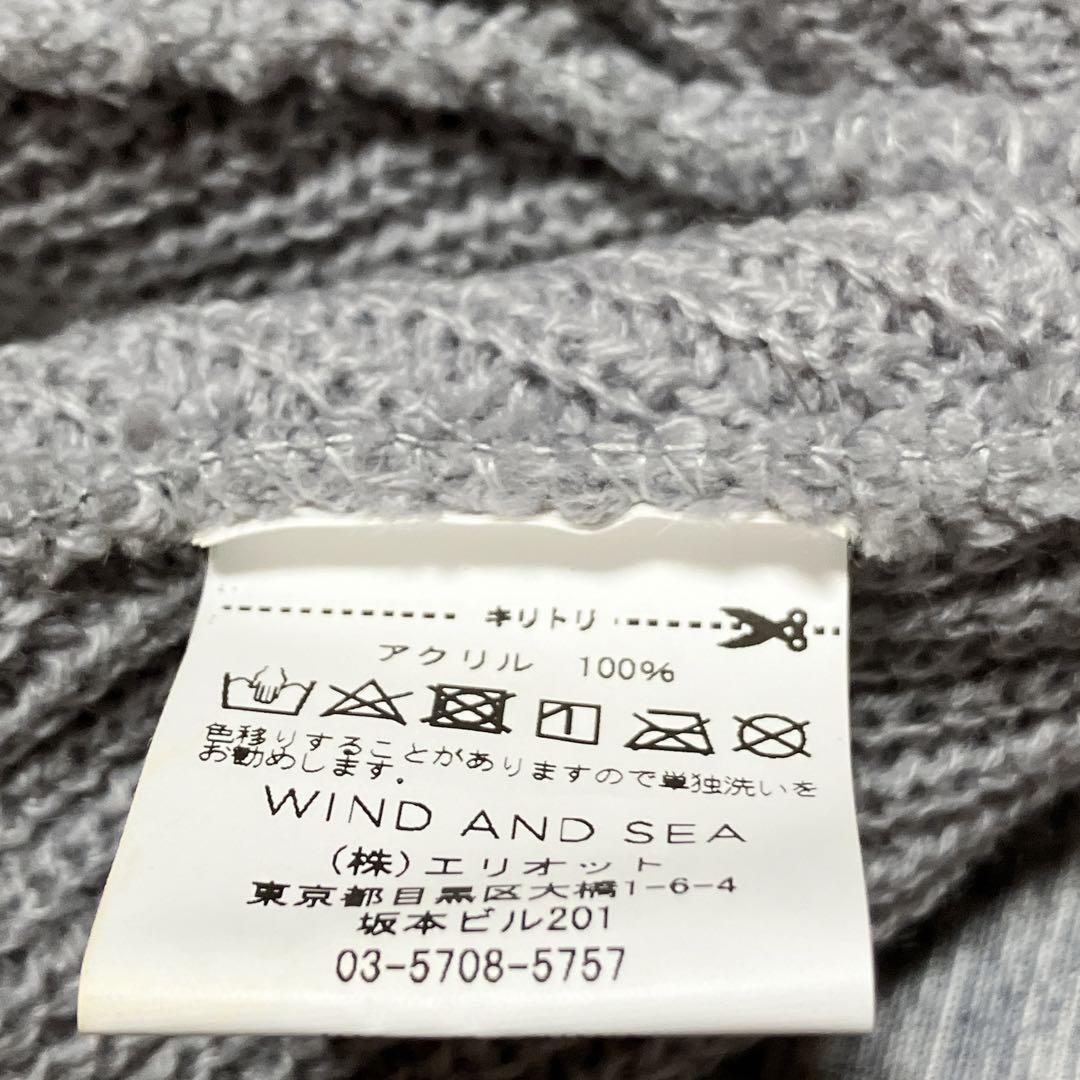 キリトリ
アクリル 100%
1
色移りすることがありますので単独洗いを
お勧めします.
WIND AND SEA
(株)エリオット
東京都目黒区大橋1-6-4
坂本ビル201
03-5708-5757